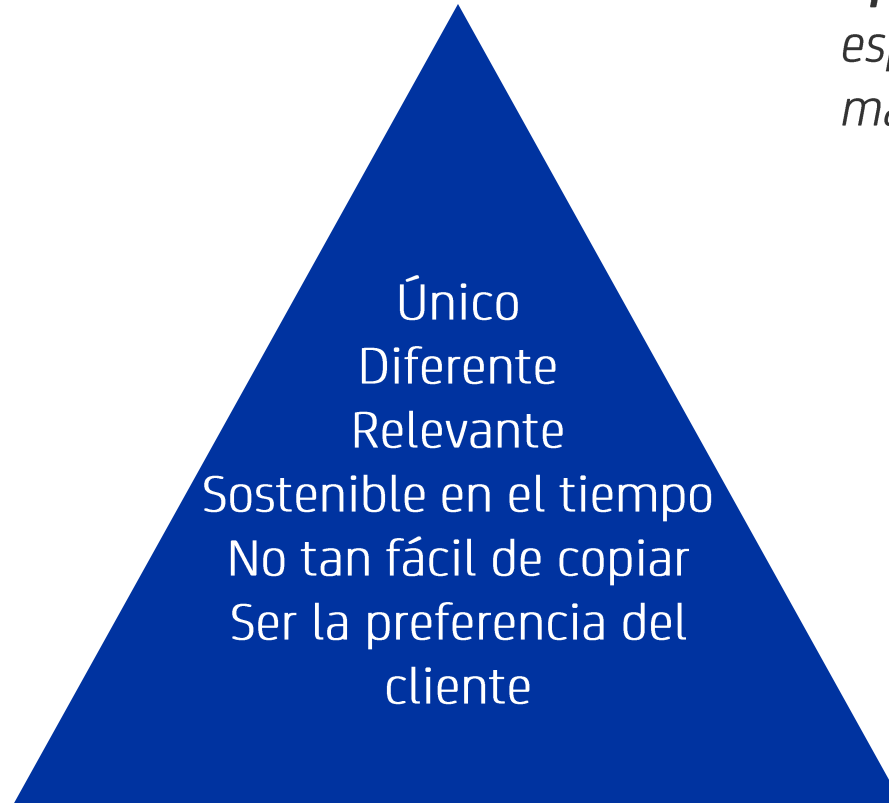 Único
Diferente
Relevante
Sostenible en el tiempo
No tan fácil de copiar
Ser la preferencia del
cliente